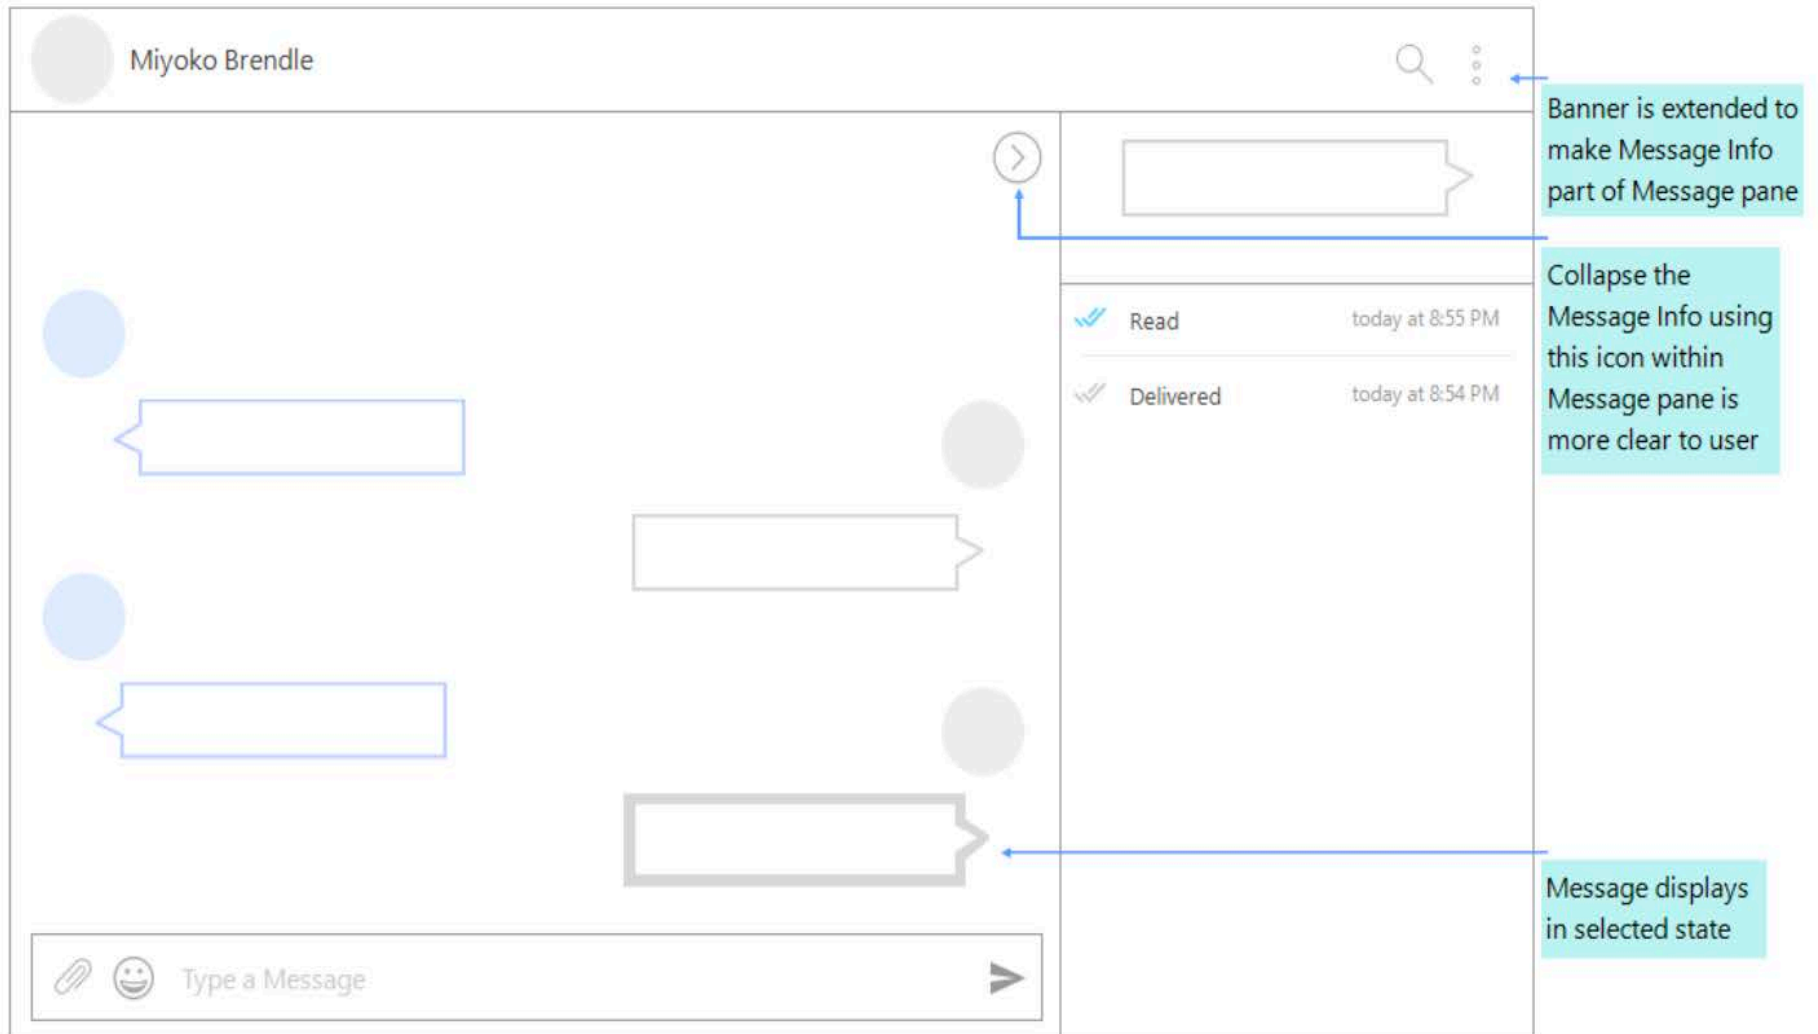 Miyoko Brendle
Banner is extended to
make Message Info
part of Message pane
Collapse the
Message Info using
this icon within
Message pane is
more clear to user
Read today at 8:55 PM
Delivered today at 8:54 PM
Message displays
in selected state
Type a Message